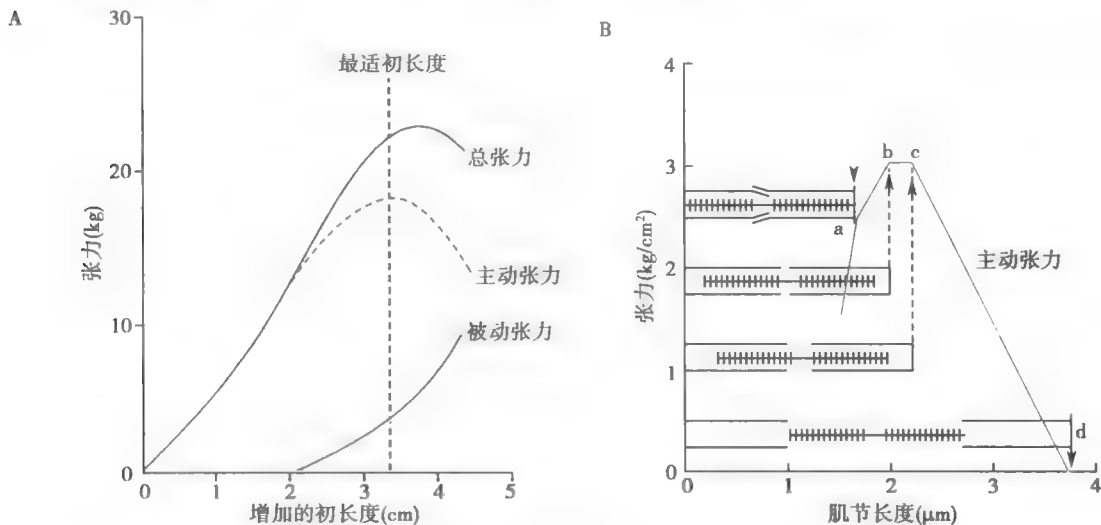 A
30
20
10
0
张力(kg)
最适初长度
总张力
主动张力
被动张力
0 1 2 3 4 5
增加的初长度(cm)
B
4
3
2
1
0
张力(kg/cm²)
a
b c
d
主动张力
0 1 2 3 4
肌节长度(μm)